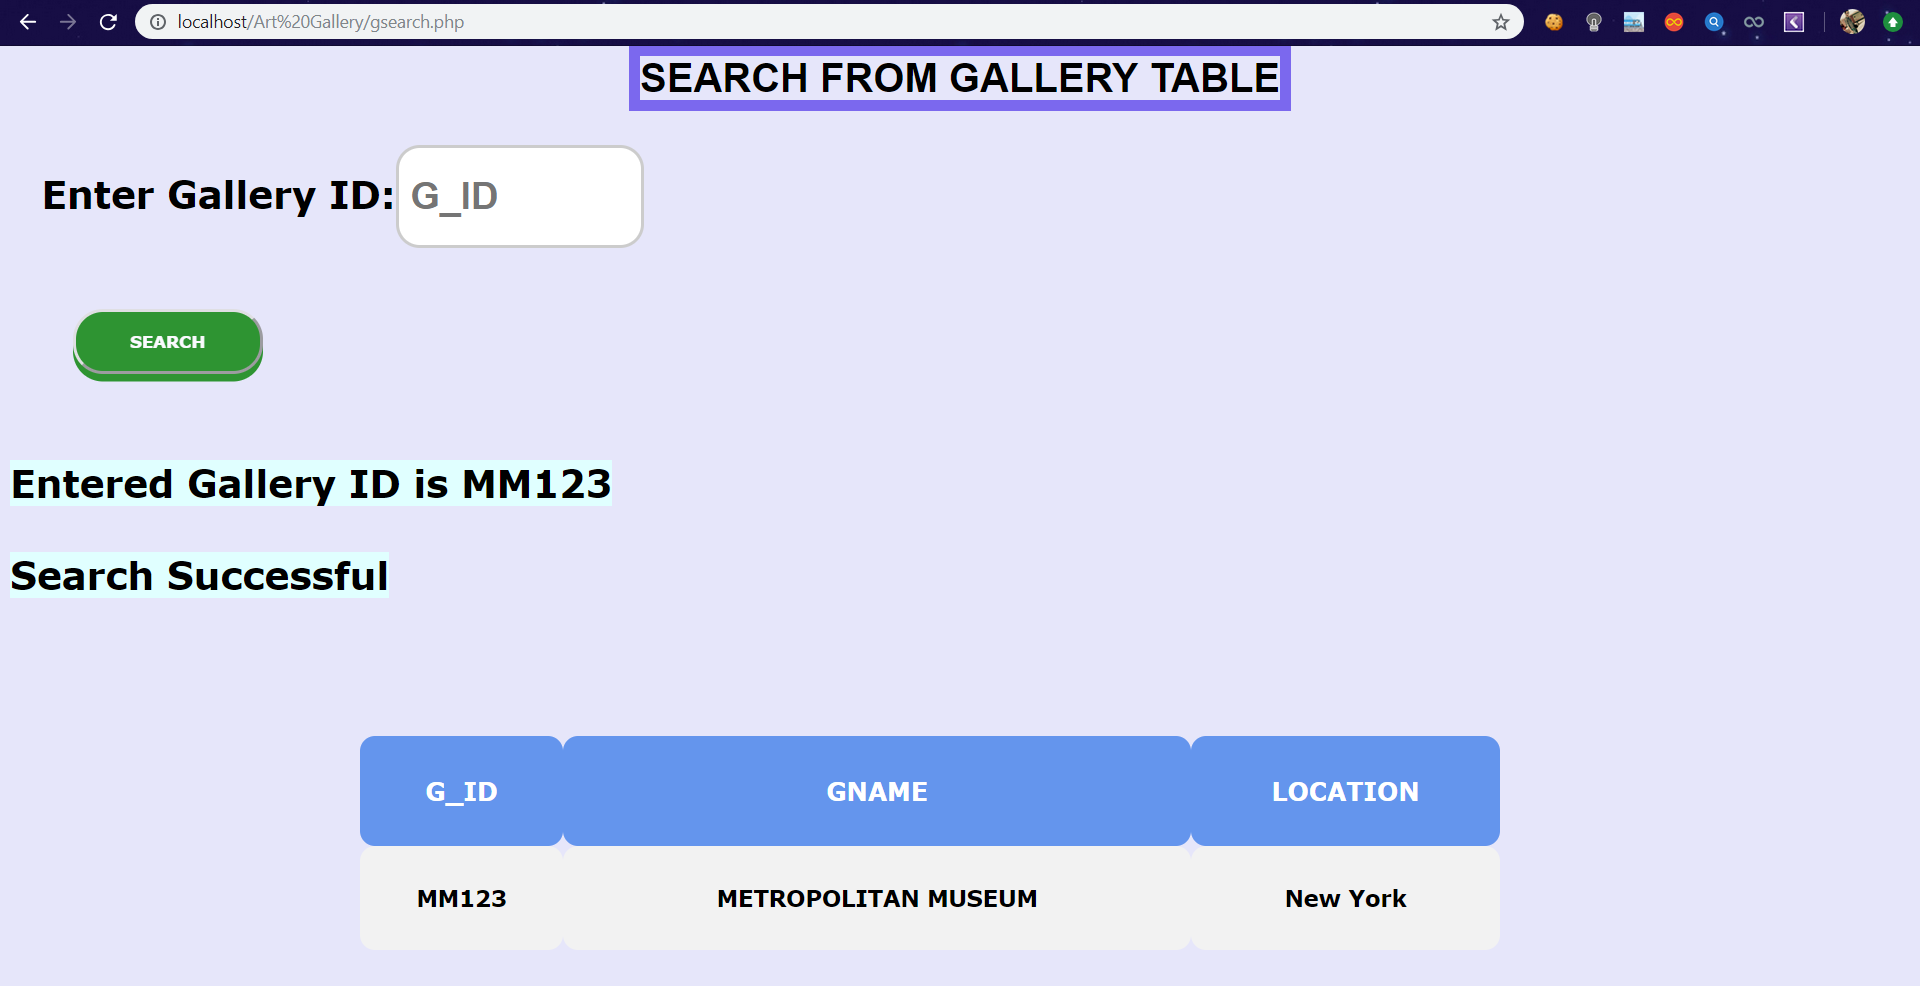 localhost/Art%20Gallery/gsearch.php
SEARCH FROM GALLERY TABLE
Enter Gallery ID: G_ID
SEARCH
Entered Gallery ID is MM123
Search Successful
G_ID GNAME LOCATION
MM123 METROPOLITAN MUSEUM New York